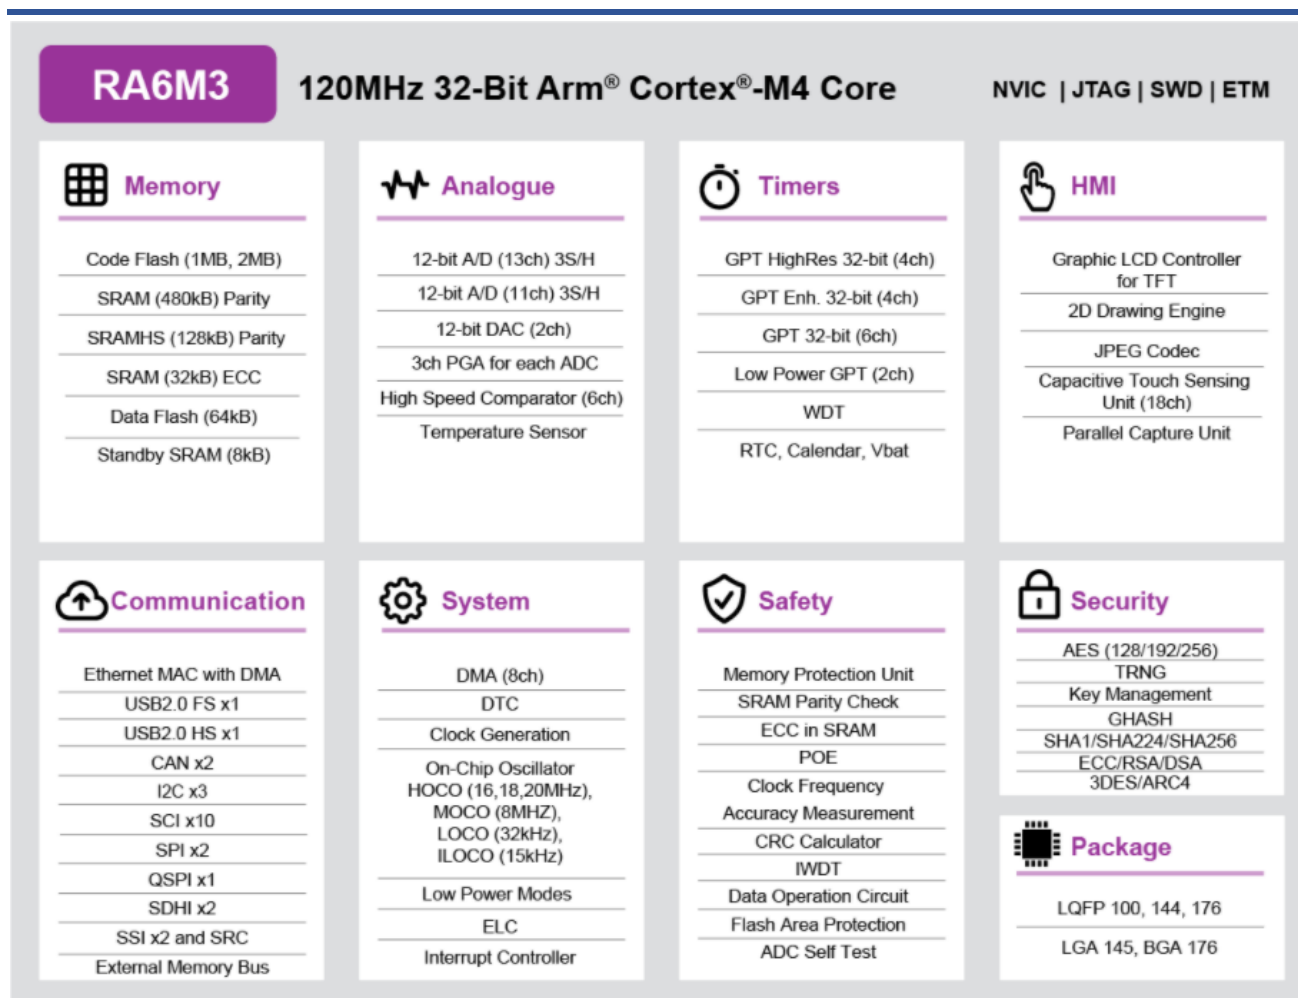 RA6M3
120MHz 32-Bit Arm® Cortex®-M4 Core
NVIC | JTAG | SWD | ETM
Memory
Code Flash (1MB, 2MB)
SRAM (480kB) Parity
SRAMHS (128kB) Parity
SRAM (32kB) ECC
Data Flash (64kB)
Standby SRAM (8kB)
Analogue
12-bit A/D (13ch) 3S/H
12-bit A/D (11ch) 3S/H
12-bit DAC (2ch)
3ch PGA for each ADC
High Speed Comparator (6ch)
Temperature Sensor
Timers
GPT HighRes 32-bit (4ch)
GPT Enh. 32-bit (4ch)
GPT 32-bit (6ch)
Low Power GPT (2ch)
WDT
RTC, Calendar, Vbat
HMI
Graphic LCD Controller
for TFT
2D Drawing Engine
JPEG Codec
Capacitive Touch Sensing
Unit (18ch)
Parallel Capture Unit
Communication
Ethernet MAC with DMA
USB2.0 FS x1
USB2.0 HS x1
CAN x2
I2C x3
SCI x10
SPI x2
QSPI x1
SDHI x2
SSI x2 and SRC
External Memory Bus
System
DMA (8ch)
DTC
Clock Generation
On-Chip Oscillator
HOCO (16,18,20MHz),
MOCO (8MHZ),
LOCO (32kHz),
ILOCO (15kHz)
Low Power Modes
ELC
Interrupt Controller
Safety
Memory Protection Unit
SRAM Parity Check
ECC in SRAM
POE
Clock Frequency
Accuracy Measurement
CRC Calculator
IWDT
Data Operation Circuit
Flash Area Protection
ADC Self Test
Security
AES (128/192/256)
TRNG
Key Management
GHASH
SHA1/SHA224/SHA256
ECC/RSA/DSA
3DES/ARC4
Package
LQFP 100, 144, 176
LGA 145, BGA 176